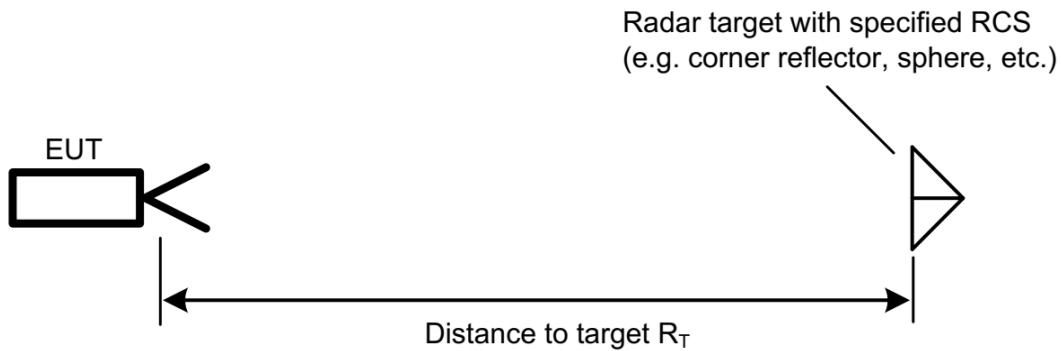 Radar target with specified RCS
(e.g. corner reflector, sphere, etc.)
EUT
Distance to target R_T